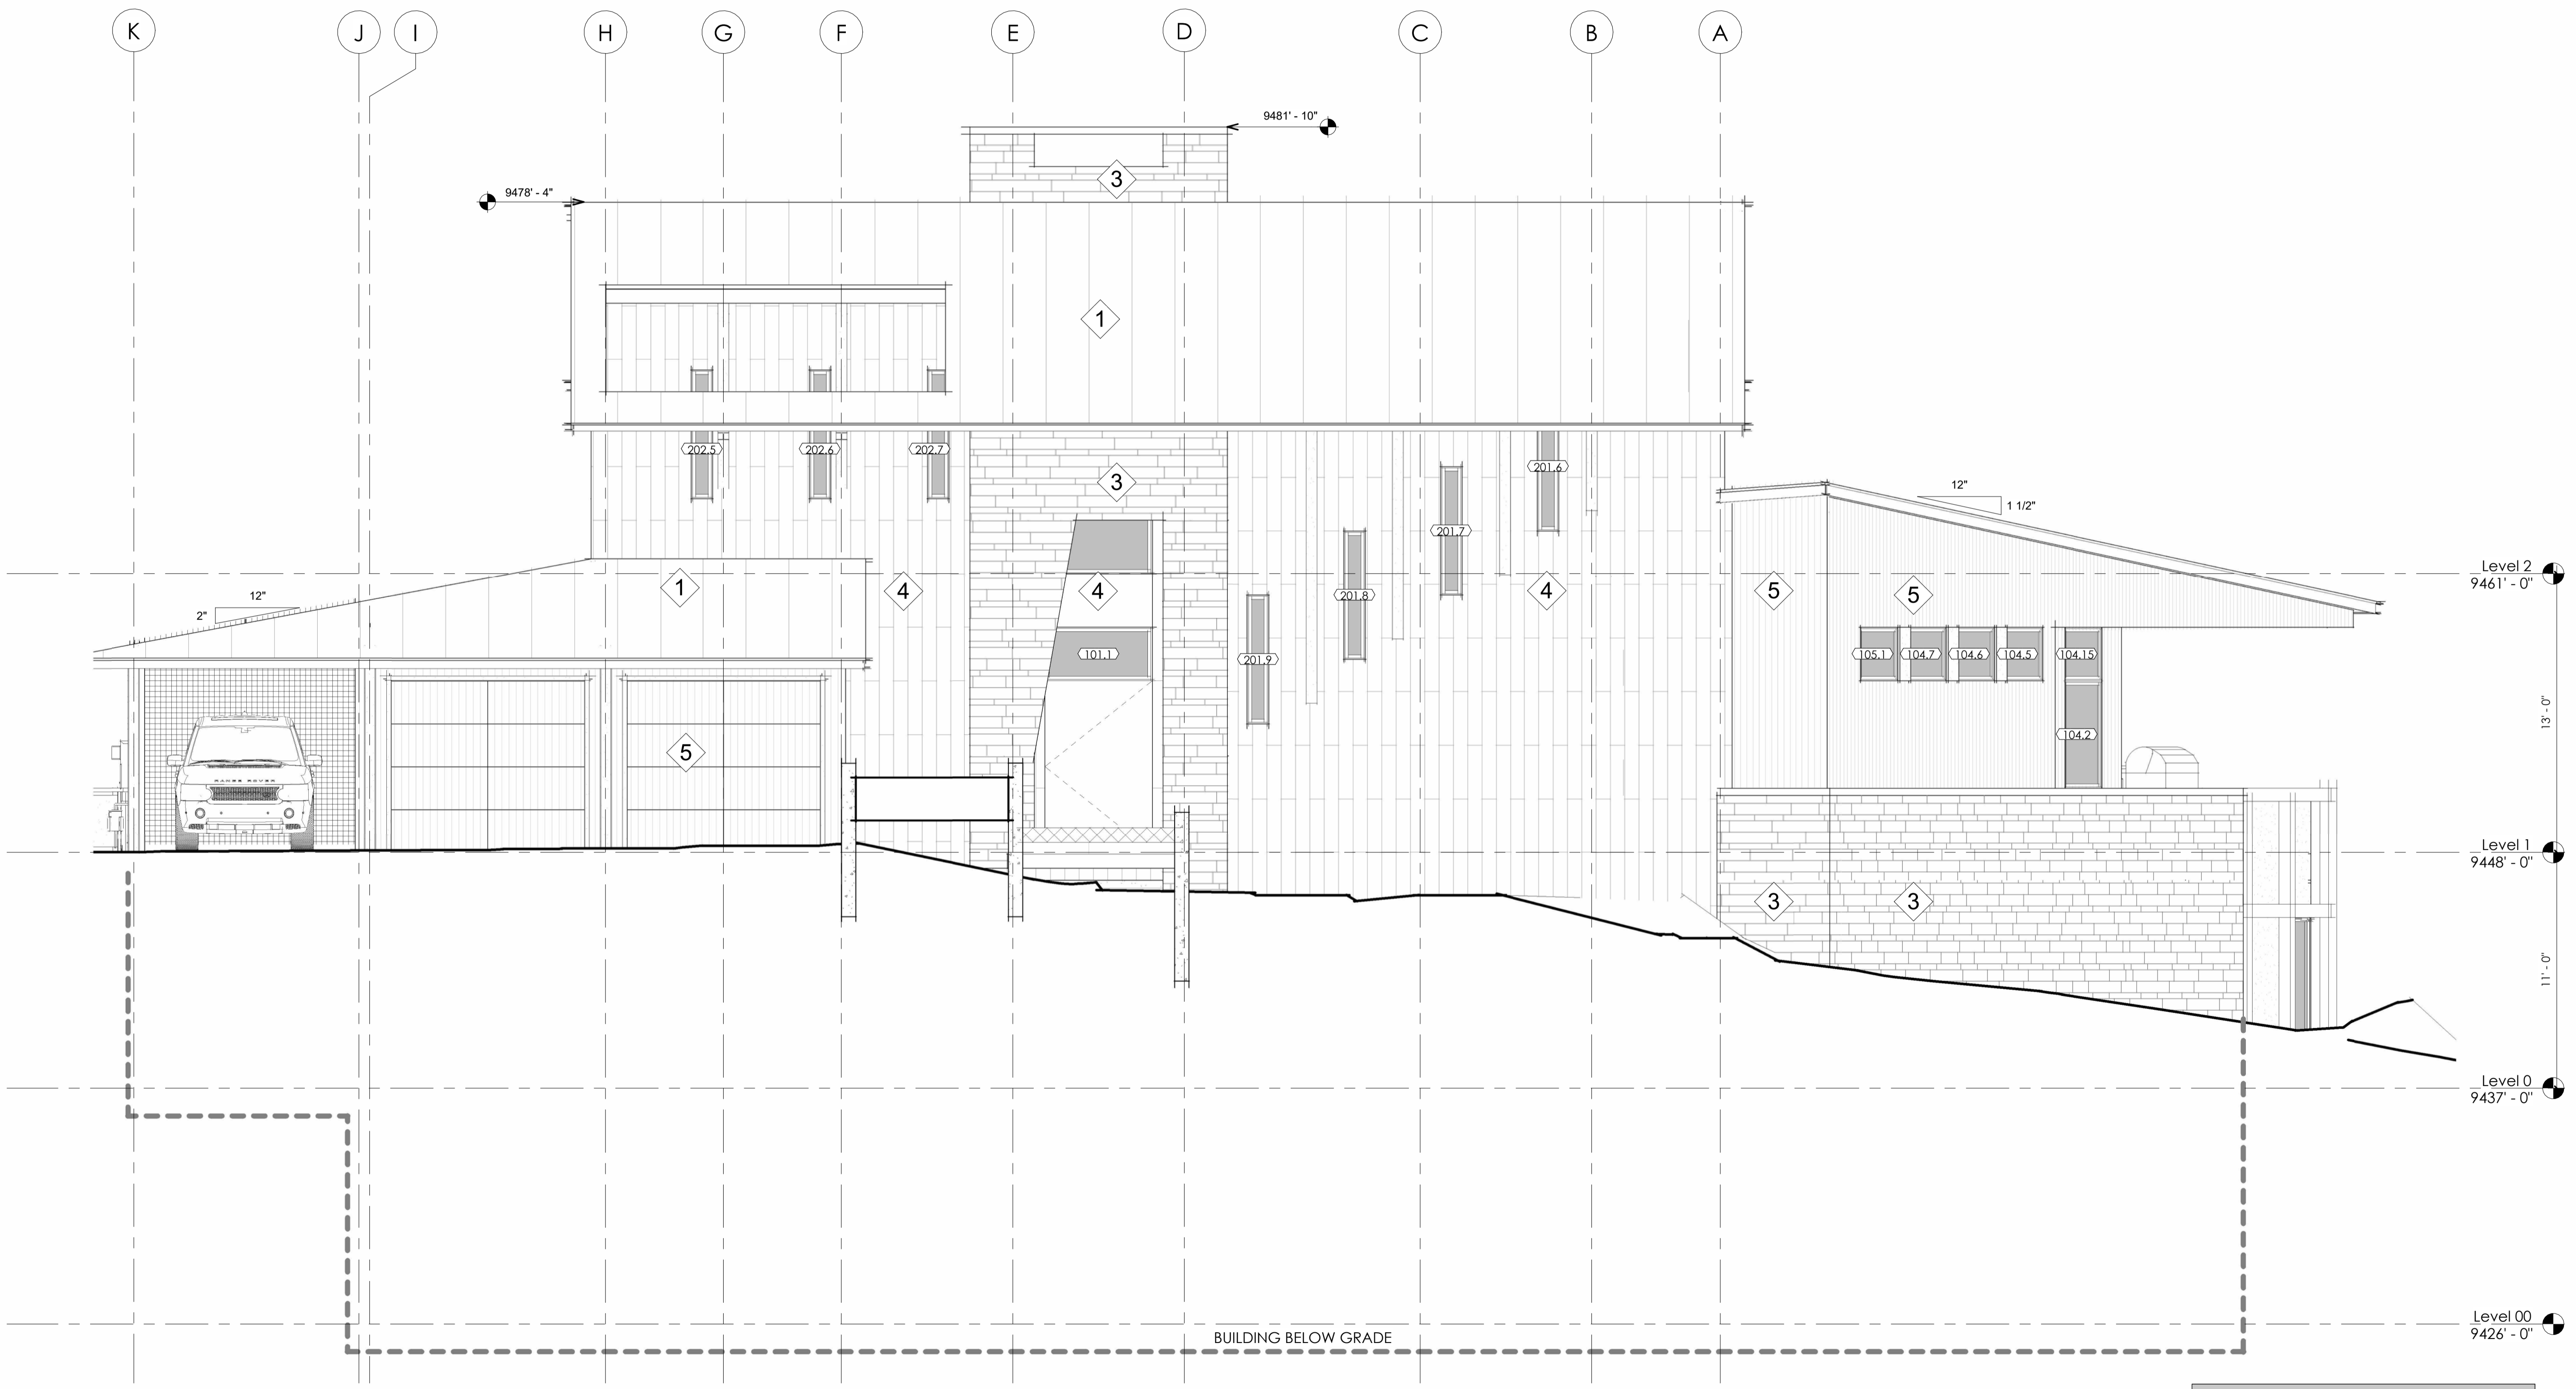 K
J
I
H
G
F
E
D
C
B
A
9481' - 10"
3
9478' - 4"
1
202.5
202.6
202.7
3
201.6
12"
1 1/2"
201.7
Level 2
9461' - 0"
1
4
4
201.8
4
5
5
12"
2"
101.1
201.9
105.1
104.7
104.6
104.5
104.15
13' - 0"
104.2
5
RANGE ROVER
Level 1
9448' - 0"
3
3
11' - 0"
Level 0
9437' - 0"
Level 00
9426' - 0"
BUILDING BELOW GRADE